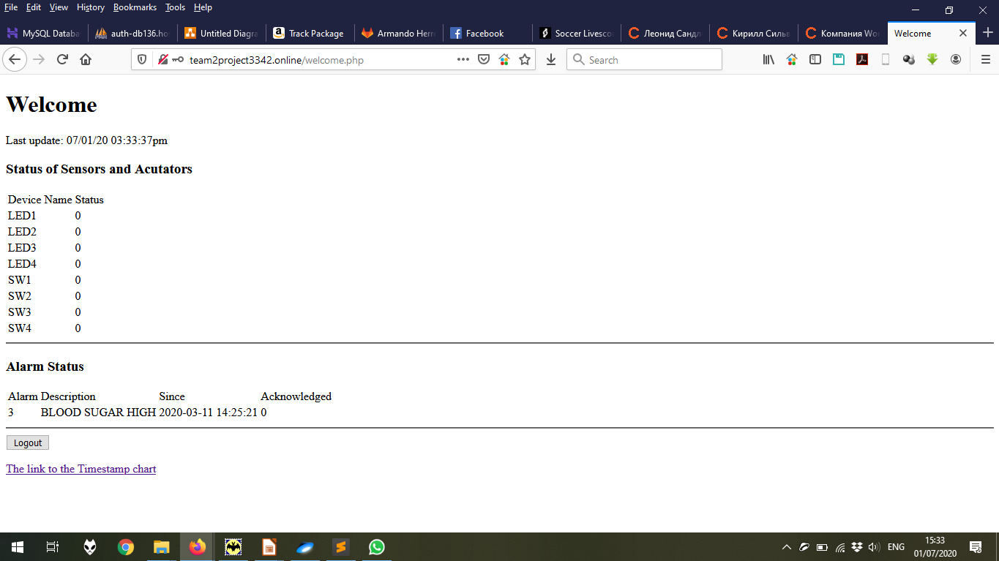 File Edit View History Bookmarks Tools Help
MySQL Databa auth-db136.hos Untitled Diagra Track Package Armando Herr Facebook Soccer Livesco Леонид Сандл Кирилл Сильв Компания Wo Welcome
team2project3342.online/welcome.php Search
Welcome
Last update: 07/01/20 03:33:37pm
Status of Sensors and Acutators
Device Name Status
LED1 0
LED2 0
LED3 0
LED4 0
SW1 0
SW2 0
SW3 0
SW4 0
Alarm Status
Alarm Description Since Acknowledged
3 BLOOD SUGAR HIGH 2020-03-11 14:25:21 0
Logout
The link to the Timestamp chart
ENG 15:33
01/07/2020